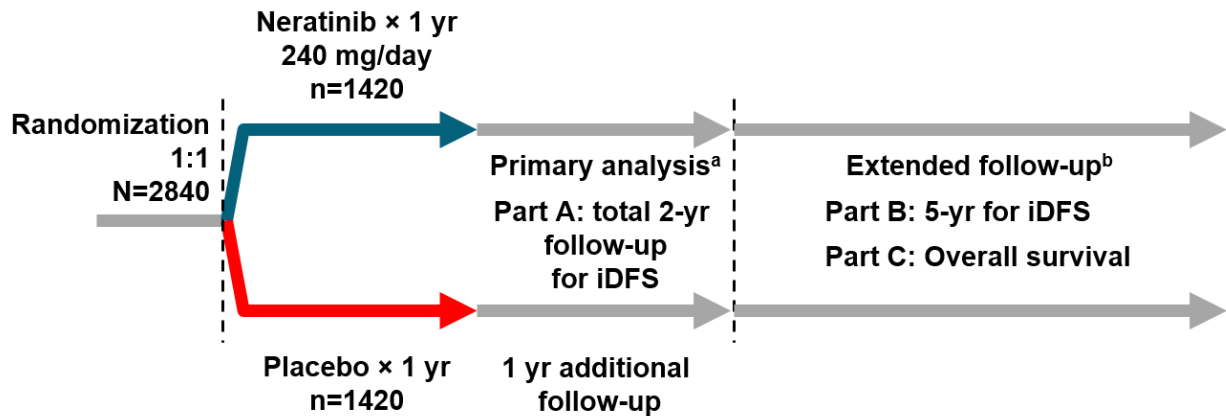 Neratinib × 1 yr
240 mg/day
n=1420
Randomization
1:1
N=2840
Primary analysisᵃ
Part A: total 2-yr
follow-up
for iDFS
Extended follow-upᵇ
Part B: 5-yr for iDFS
Part C: Overall survival
Placebo × 1 yr
n=1420
1 yr additional
follow-up